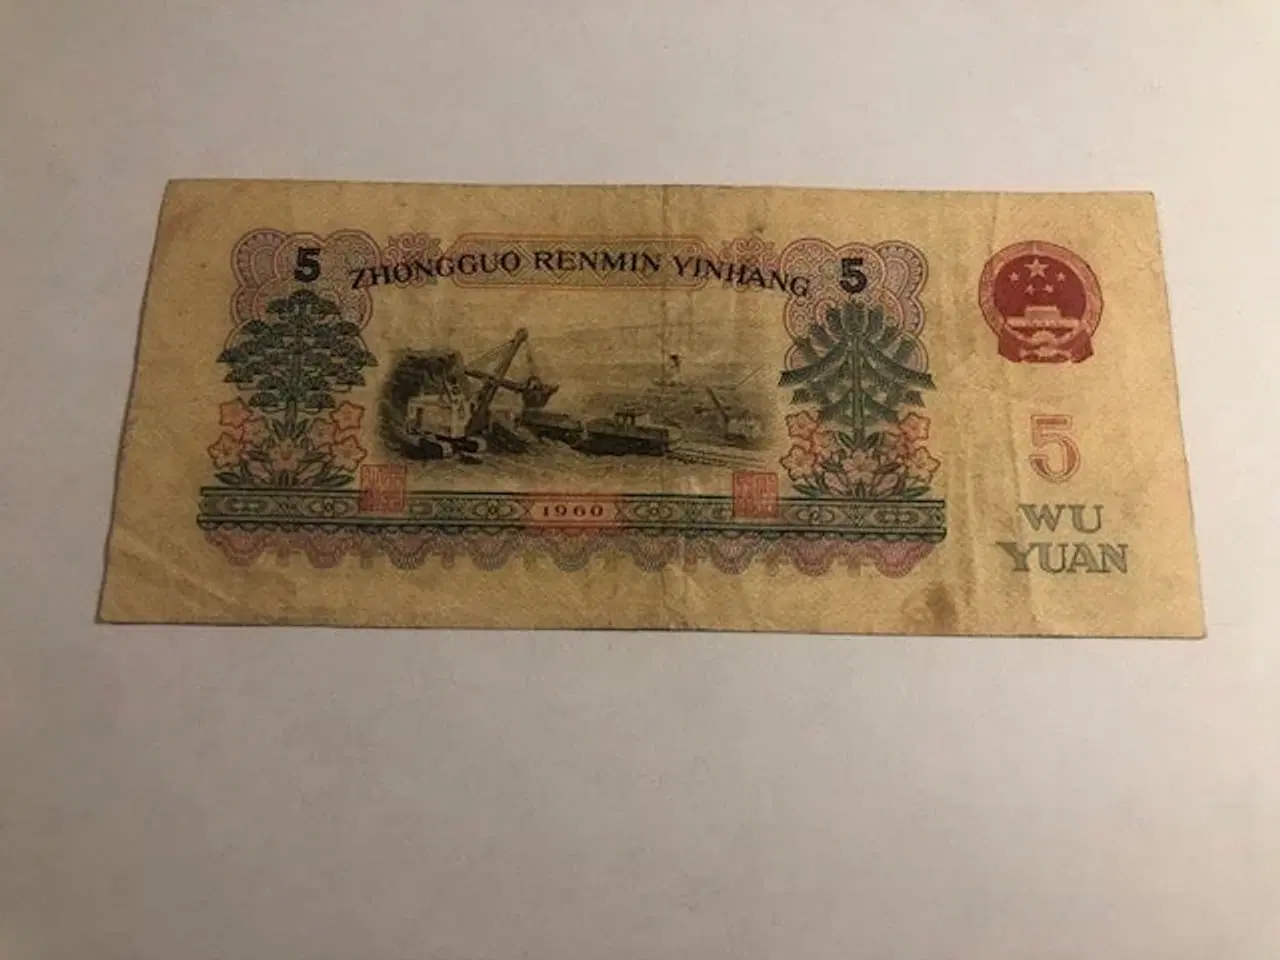 5 ZHONGGUO RENMIN YINHANG 5
5
WU
YUAN
1960